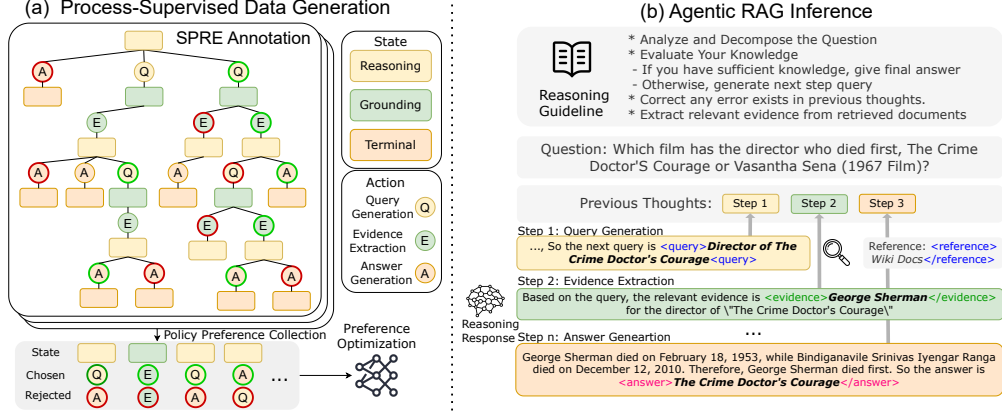 (a) Process-Supervised Data Generation
SPRE Annotation
A
Q
Q
E
E
E
A
A
Q
Q
A
E
E
E
A
A
A
A
State
Reasoning
Grounding
Terminal
Action
Query
Generation
Q
Evidence
Extraction
E
Answer
Generation
A
Policy Preference Collection
State
Chosen
Q
E
A
A
...
Rejected
A
E
A
Q
Preference
Optimization
(b) Agentic RAG Inference
Reasoning
Guideline
* Analyze and Decompose the Question
* Evaluate Your Knowledge
- If you have sufficient knowledge, give final answer
- Otherwise, generate next step query
* Correct any error exists in previous thoughts.
* Extract relevant evidence from retrieved documents
Question: Which film has the director who died first, The Crime
Doctor'S Courage or Vasantha Sena (1967 Film)?
Previous Thoughts:
Step 1
Step 2
Step 3
Step 1: Query Generation
..., So the next query is <query>Director of The
Crime Doctor's Courage<query>
Reference: <reference>
Wiki Docs</reference>
Step 2: Evidence Extraction
Based on the query, the relevant evidence is <evidence>George Sherman</evidence>
for the director of \"The Crime Doctor's Courage\"
Reasoning
Response
Step n: Answer Geneartion
...
George Sherman died on February 18, 1953, while Bindiganavile Srinivas Iyengar Ranga
died on December 12, 2010. Therefore, George Sherman died first. So the answer is
<answer>The Crime Doctor's Courage</answer>